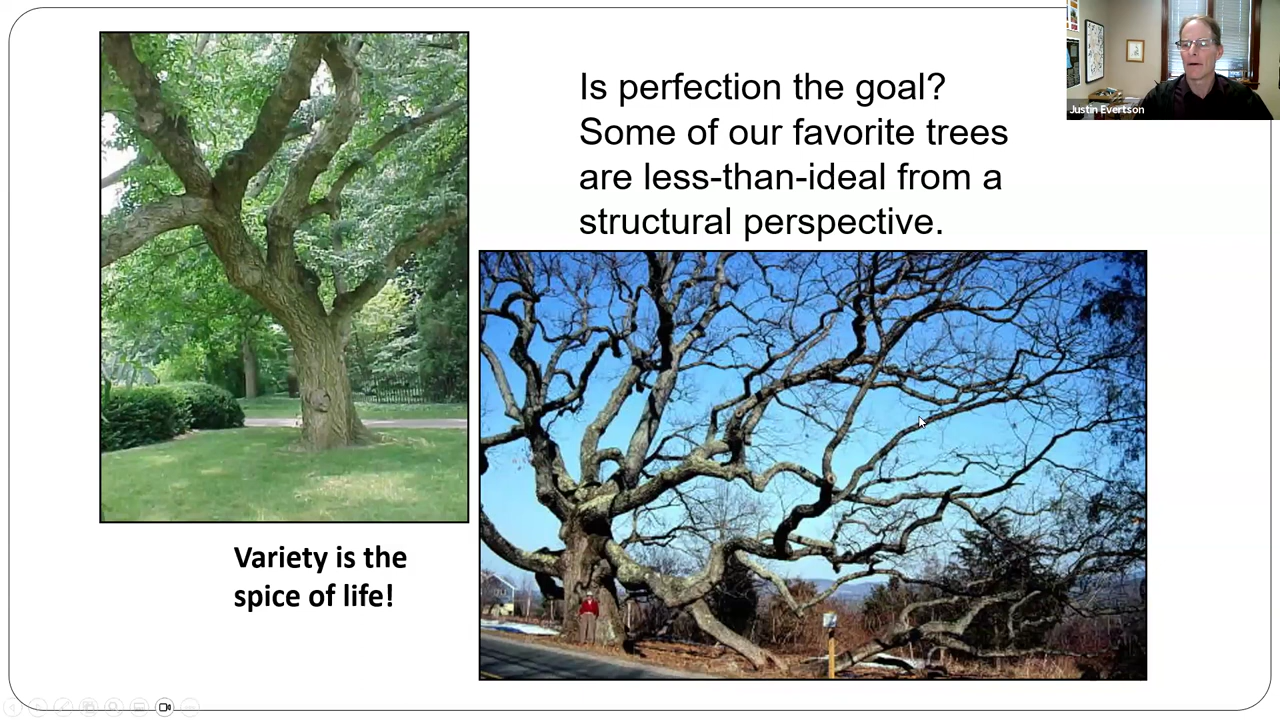 Is perfection the goal?
Some of our favorite trees
are less-than-ideal from a
structural perspective.
Justin Evertson
Variety is the
spice of life!